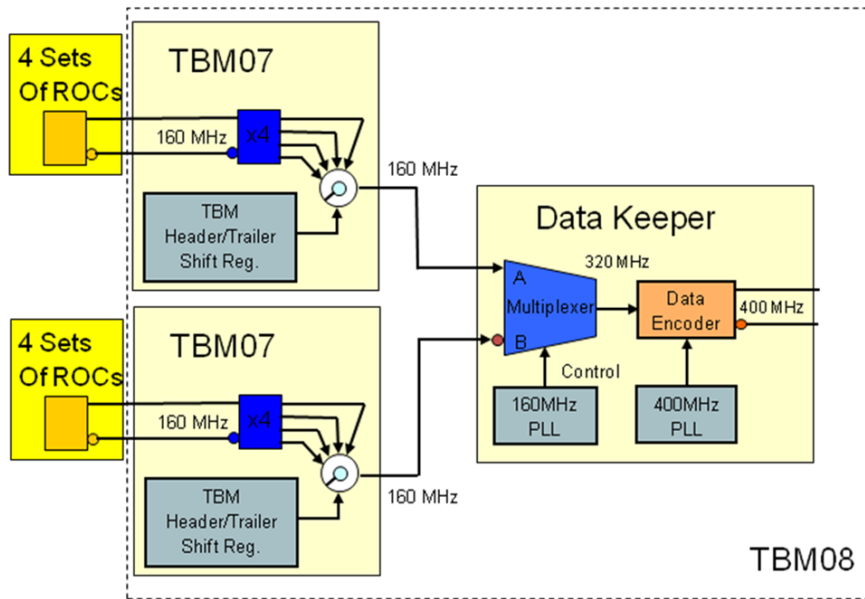 4 Sets
Of ROCs
TBM07
160 MHz
x4
TBM
Header/Trailer
Shift Reg.
160 MHz
4 Sets
Of ROCs
TBM07
160 MHz
x4
TBM
Header/Trailer
Shift Reg.
160 MHz
Data Keeper
320 MHz
A
Multiplexer
B
Data
Encoder
400 MHz
Control
160MHz
PLL
400MHz
PLL
TBM08